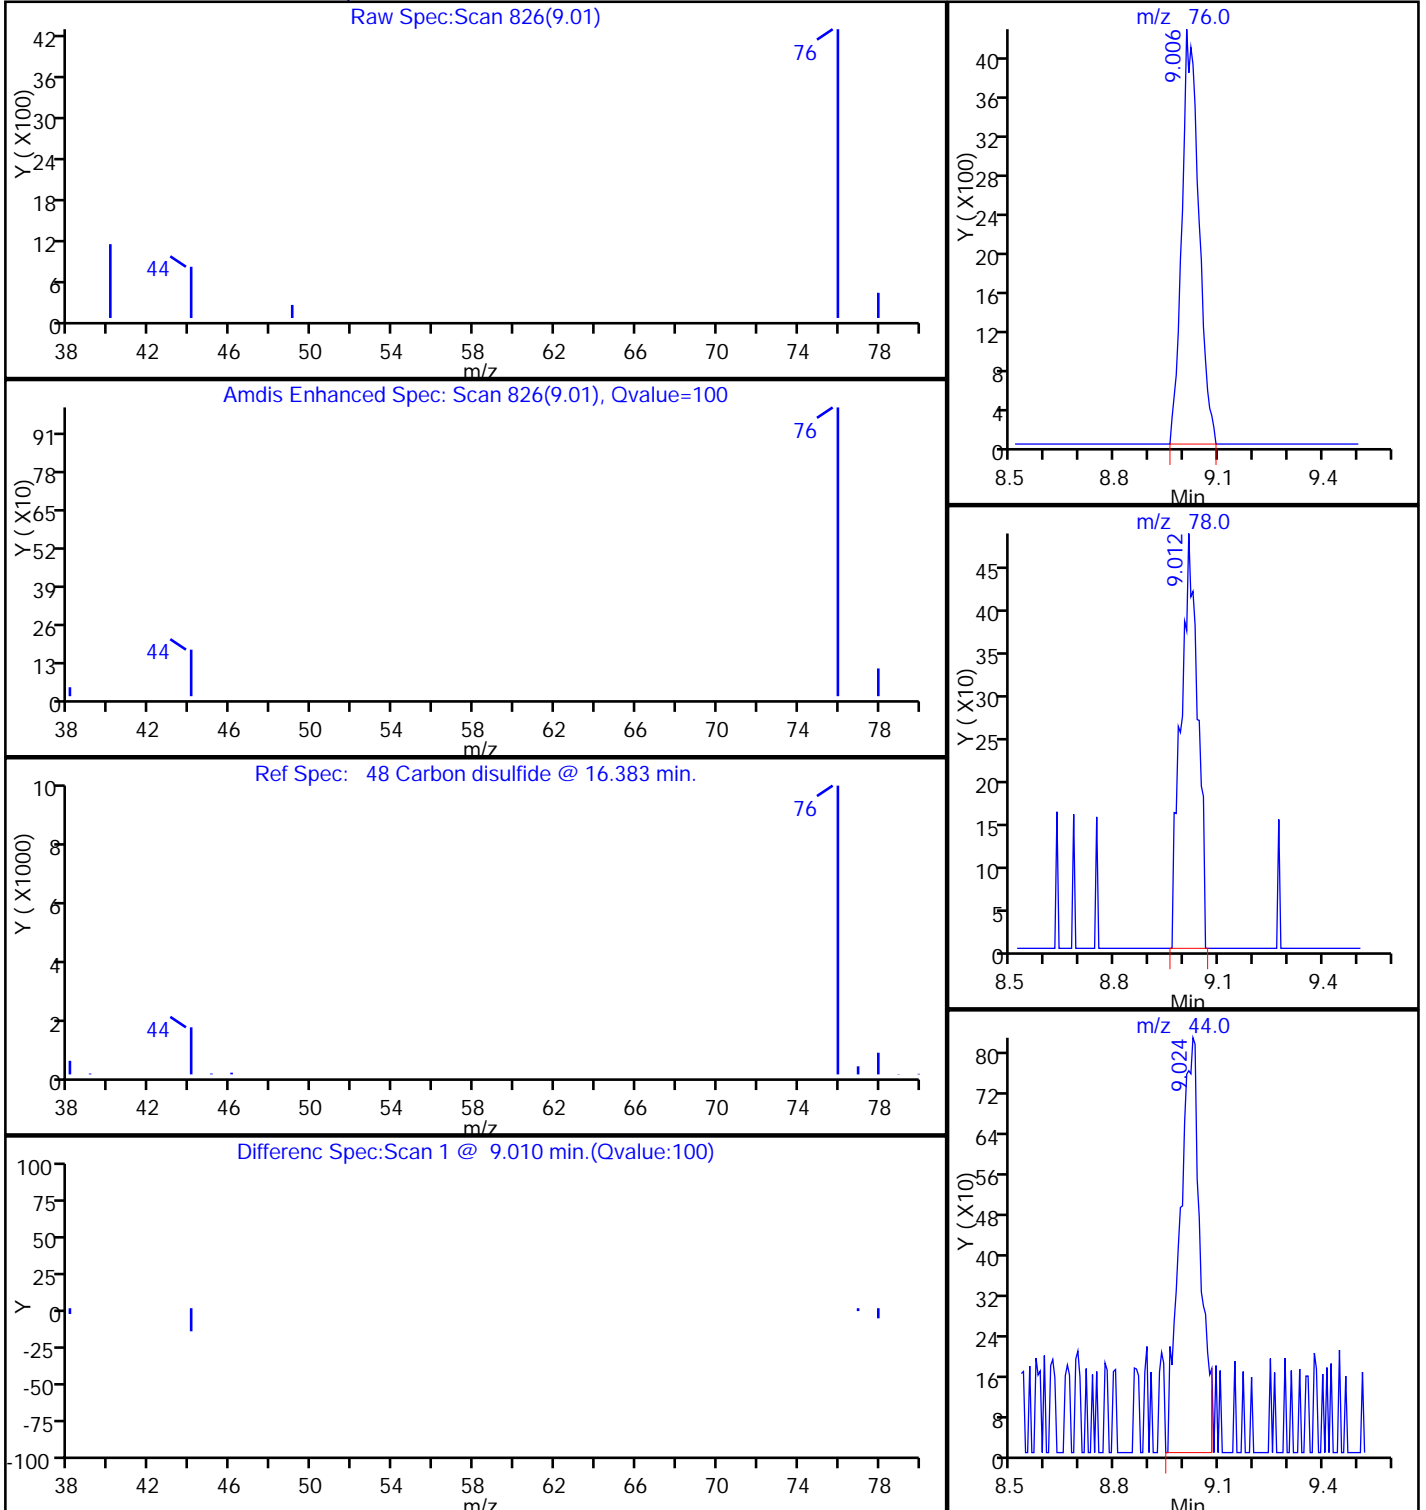 Raw Spec:Scan 826(9.01)
42
36
30
24
18
12
6
0
Y ( X100)
76
44
38 42 46 50 54 58 62 66 70 74 78
m/z
Amdis Enhanced Spec: Scan 826(9.01), Qvalue=100
91
78
65
52
39
26
13
0
Y ( X10)
76
44
38 42 46 50 54 58 62 66 70 74 78
m/z
Ref Spec: 48 Carbon disulfide @ 16.383 min.
10
8
6
4
2
0
Y ( X1000)
76
44
38 42 46 50 54 58 62 66 70 74 78
m/z
Differenc Spec:Scan 1 @ 9.010 min.(Qvalue:100)
100
75
50
25
0
-25
-50
-75
-100
Y
38 42 46 50 54 58 62 66 70 74 78
m/z
m/z 76.0
9.006
40
36
32
28
24
20
16
12
8
4
0
Y ( X100)
8.5 8.8 9.1 9.4
Min
m/z 78.0
9.012
45
40
35
30
25
20
15
10
5
0
Y ( X10)
8.5 8.8 9.1 9.4
Min
m/z 44.0
9.024
80
72
64
56
48
40
32
24
16
8
0
Y ( X10)
8.5 8.8 9.1 9.4
Min